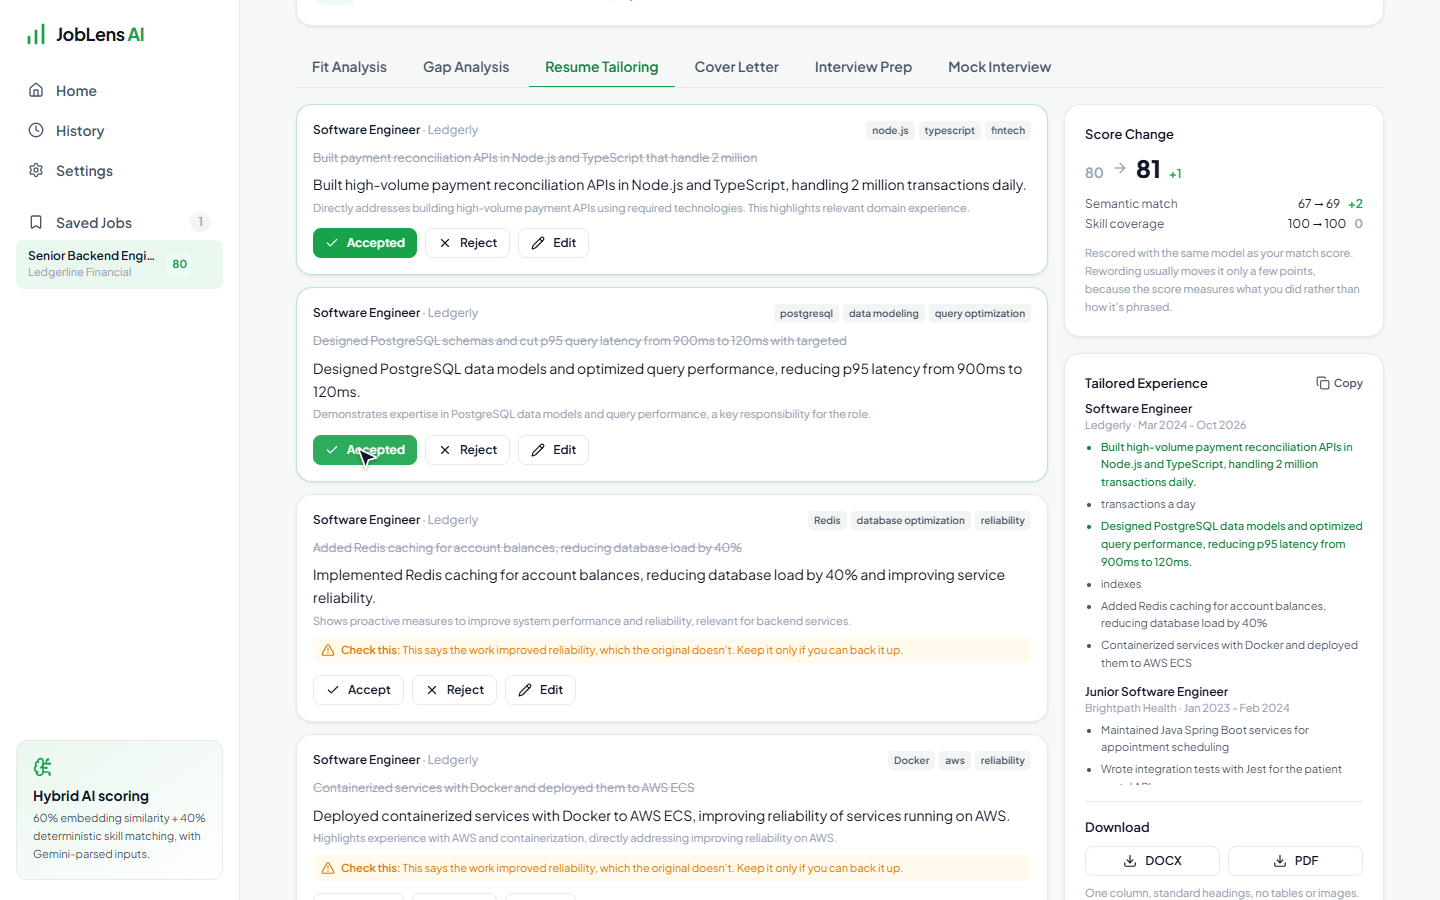 JobLens AI
Home
History
Settings
Saved Jobs 1
Senior Backend Engi...
Ledgerline Financial
80
Hybrid AI scoring
60% embedding similarity + 40%
deterministic skill matching, with
Gemini-parsed inputs.
Fit Analysis Gap Analysis Resume Tailoring Cover Letter Interview Prep Mock Interview
Software Engineer · Ledgerly node.js typescript fintech
Built payment reconciliation APIs in Node.js and TypeScript that handle 2 million
Built high-volume payment reconciliation APIs in Node.js and TypeScript, handling 2 million transactions daily.
Directly addresses building high-volume payment APIs using required technologies. This highlights relevant domain experience.
Accepted Reject Edit
Software Engineer · Ledgerly postgresql data modeling query optimization
Designed PostgreSQL schemas and cut p95 query latency from 900ms to 120ms with targeted
Designed PostgreSQL data models and optimized query performance, reducing p95 latency from 900ms to
120ms.
Demonstrates expertise in PostgreSQL data models and query performance, a key responsibility for the role.
Accepted Reject Edit
Software Engineer · Ledgerly Redis database optimization reliability
Added Redis caching for account balances, reducing database load by 40%
Implemented Redis caching for account balances, reducing database load by 40% and improving service
reliability.
Shows proactive measures to improve system performance and reliability, relevant for backend services.
Check this: This says the work improved reliability, which the original doesn't. Keep it only if you can back it up.
Accept Reject Edit
Software Engineer · Ledgerly Docker aws reliability
Containerized services with Docker and deployed them to AWS ECS
Deployed containerized services with Docker to AWS ECS, improving reliability of services running on AWS.
Highlights experience with AWS and containerization, directly addressing improving reliability on AWS.
Check this: This says the work improved reliability, which the original doesn't. Keep it only if you can back it up.
Score Change
80 → 81 +1
Semantic match 67 → 69 +2
Skill coverage 100 → 100 0
Rescored with the same model as your match score.
Rewording usually moves it only a few points,
because the score measures what you did rather than
how it's phrased.
Tailored Experience Copy
Software Engineer
Ledgerly · Mar 2024 - Oct 2026
• Built high-volume payment reconciliation APIs in
Node.js and TypeScript, handling 2 million
transactions daily.
• transactions a day
• Designed PostgreSQL data models and optimized
query performance, reducing p95 latency from
900ms to 120ms.
• indexes
• Added Redis caching for account balances,
reducing database load by 40%
• Containerized services with Docker and deployed
them to AWS ECS
Junior Software Engineer
Brightpath Health · Jan 2023 - Feb 2024
• Maintained Java Spring Boot services for
appointment scheduling
• Wrote integration tests with Jest for the patient
Download
DOCX PDF
One column, standard headings, no tables or images.